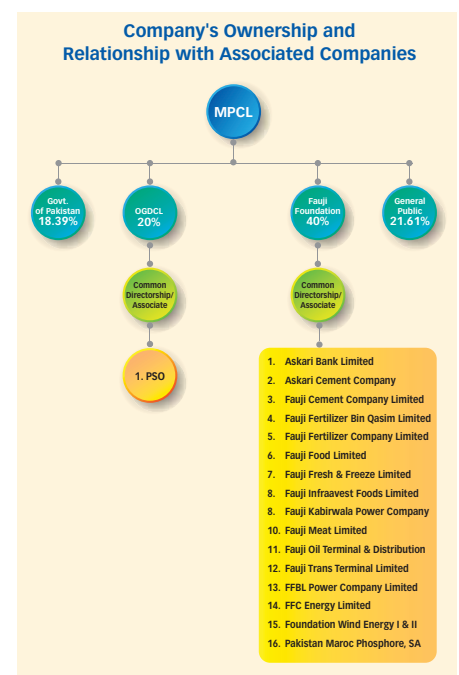 Company's Ownership and
Relationship with Associated Companies
MPCL
Govt.
of Pakistan
18.39%
OGDCL
20%
Fauji
Foundation
40%
General
Public
21.61%
Common
Directorship/
Associate
Common
Directorship/
Associate
1. PSO
1. Askari Bank Limited
2. Askari Cement Company
3. Fauji Cement Company Limited
4. Fauji Fertilizer Bin Qasim Limited
5. Fauji Fertilizer Company Limited
6. Fauji Food Limited
7. Fauji Fresh & Freeze Limited
8. Fauji Infraavest Foods Limited
8. Fauji Kabirwala Power Company
10. Fauji Meat Limited
11. Fauji Oil Terminal & Distribution
12. Fauji Trans Terminal Limited
13. FFBL Power Company Limited
14. FFC Energy Limited
15. Foundation Wind Energy I & II
16. Pakistan Maroc Phosphore, SA